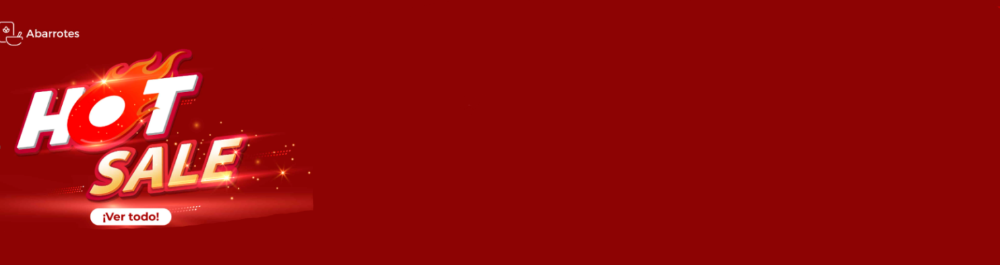 Abarrotes
HOT
SALE
¡Ver todo!